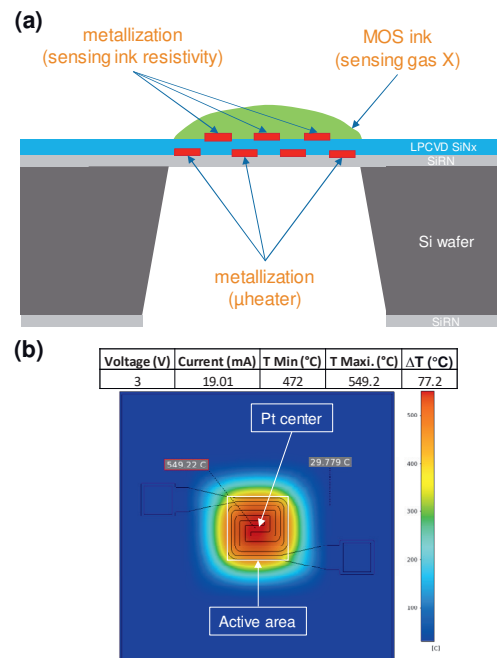 (a)
metallization
(sensing ink resistivity)
MOS ink
(sensing gas X)
LPCVD SiNx
SiRN
Si wafer
metallization
(µheater)
SiRN
(b)
Voltage (V) Current (mA) T Min (°C) T Maxi. (°C) ΔT (°C)
3 19.01 472 549.2 77.2
Pt center
549.22 C
29.779 C
Active area
500
400
300
200
100
[C]